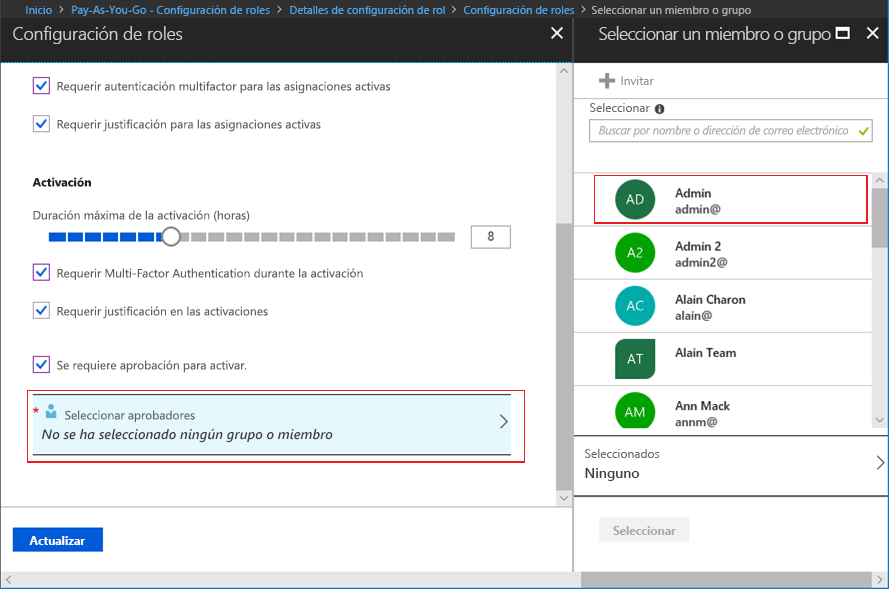 Inicio > Pay-As-You-Go - Configuración de roles > Detalles de configuración de rol > Configuración de roles > Seleccionar un miembro o grupo
Configuración de roles
Requerir autenticación multifactor para las asignaciones activas
Requerir justificación para las asignaciones activas
Activación
Duración máxima de la activación (horas)
8
Requerir Multi-Factor Authentication durante la activación
Requerir justificación en las activaciones
Se requiere aprobación para activar.
* Seleccionar aprobadores
No se ha seleccionado ningún grupo o miembro
Actualizar
Seleccionar un miembro o grupo
Invitar
Seleccionar
Buscar por nombre o dirección de correo electrónico
AD
Admin
admin@
A2
Admin 2
admin2@
AC
Alain Charon
alain@
AT
Alain Team
AM
Ann Mack
annm@
Seleccionados
Ninguno
Seleccionar